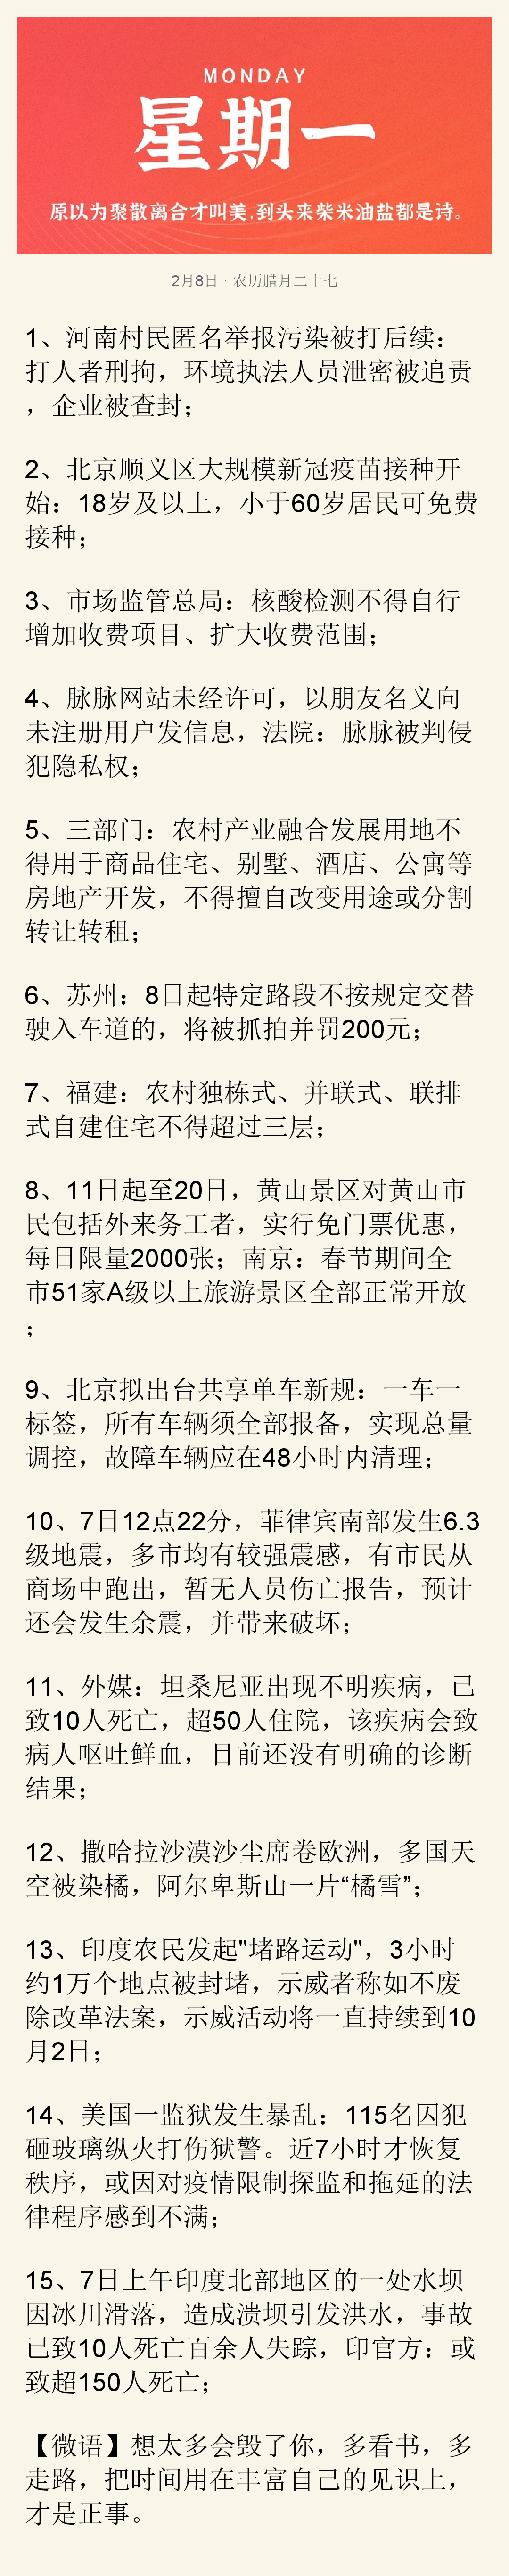 MONDAY
星期一
原以为聚散离合才叫美.到头来柴米油盐都是诗。
2月8日 · 农历腊月二十七
1、河南村民匿名举报污染被打后续：
打人者刑拘，环境执法人员泄密被追责
，企业被查封；
2、北京顺义区大规模新冠疫苗接种开
始：18岁及以上，小于60岁居民可免费
接种；
3、市场监管总局：核酸检测不得自行
增加收费项目、扩大收费范围；
4、脉脉网站未经许可，以朋友名义向
未注册用户发信息，法院：脉脉被判侵
犯隐私权；
5、三部门：农村产业融合发展用地不
得用于商品住宅、别墅、酒店、公寓等
房地产开发，不得擅自改变用途或分割
转让转租；
6、苏州：8日起特定路段不按规定交替
驶入车道的，将被抓拍并罚200元；
7、福建：农村独栋式、并联式、联排
式自建住宅不得超过三层；
8、11日起至20日，黄山景区对黄山市
民包括外来务工者，实行免门票优惠，
每日限量2000张；南京：春节期间全
市51家A级以上旅游景区全部正常开放
；
9、北京拟出台共享单车新规：一车一
标签，所有车辆须全部报备，实现总量
调控，故障车辆应在48小时内清理；
10、7日12点22分，菲律宾南部发生6.3
级地震，多市均有较强震感，有市民从
商场中跑出，暂无人员伤亡报告，预计
还会发生余震，并带来破坏；
11、外媒：坦桑尼亚出现不明疾病，已
致10人死亡，超50人住院，该疾病会致
病人呕吐鲜血，目前还没有明确的诊断
结果；
12、撒哈拉沙漠沙尘席卷欧洲，多国天
空被染橘，阿尔卑斯山一片“橘雪”；
13、印度农民发起"堵路运动"，3小时
约1万个地点被封堵，示威者称如不废
除改革法案，示威活动将一直持续到10
月2日；
14、美国一监狱发生暴乱：115名囚犯
砸玻璃纵火打伤狱警。近7小时才恢复
秩序，或因对疫情限制探监和拖延的法
律程序感到不满；
15、7日上午印度北部地区的一处水坝
因冰川滑落，造成溃坝引发洪水，事故
已致10人死亡百余人失踪，印官方：或
致超150人死亡；
【微语】想太多会毁了你，多看书，多
走路，把时间用在丰富自己的见识上，
才是正事。